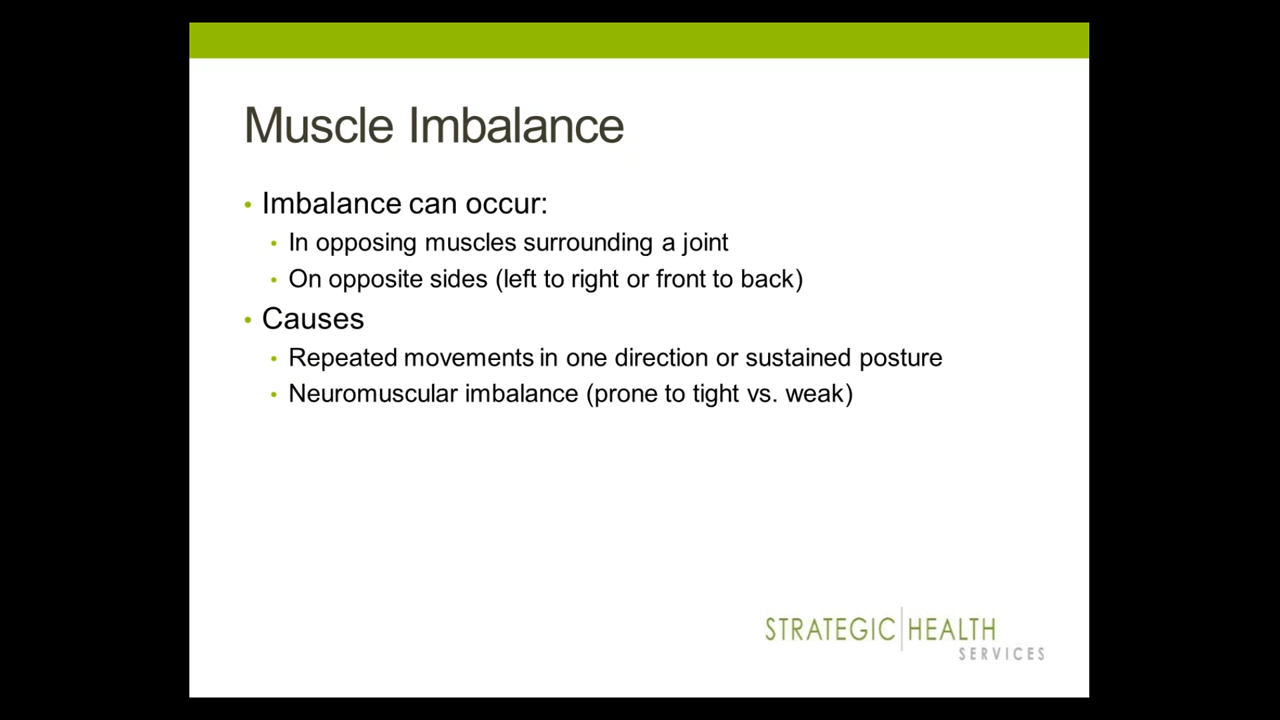 Muscle Imbalance
• Imbalance can occur:
• In opposing muscles surrounding a joint
• On opposite sides (left to right or front to back)
• Causes
• Repeated movements in one direction or sustained posture
• Neuromuscular imbalance (prone to tight vs. weak)
STRATEGIC HEALTH
SERVICES